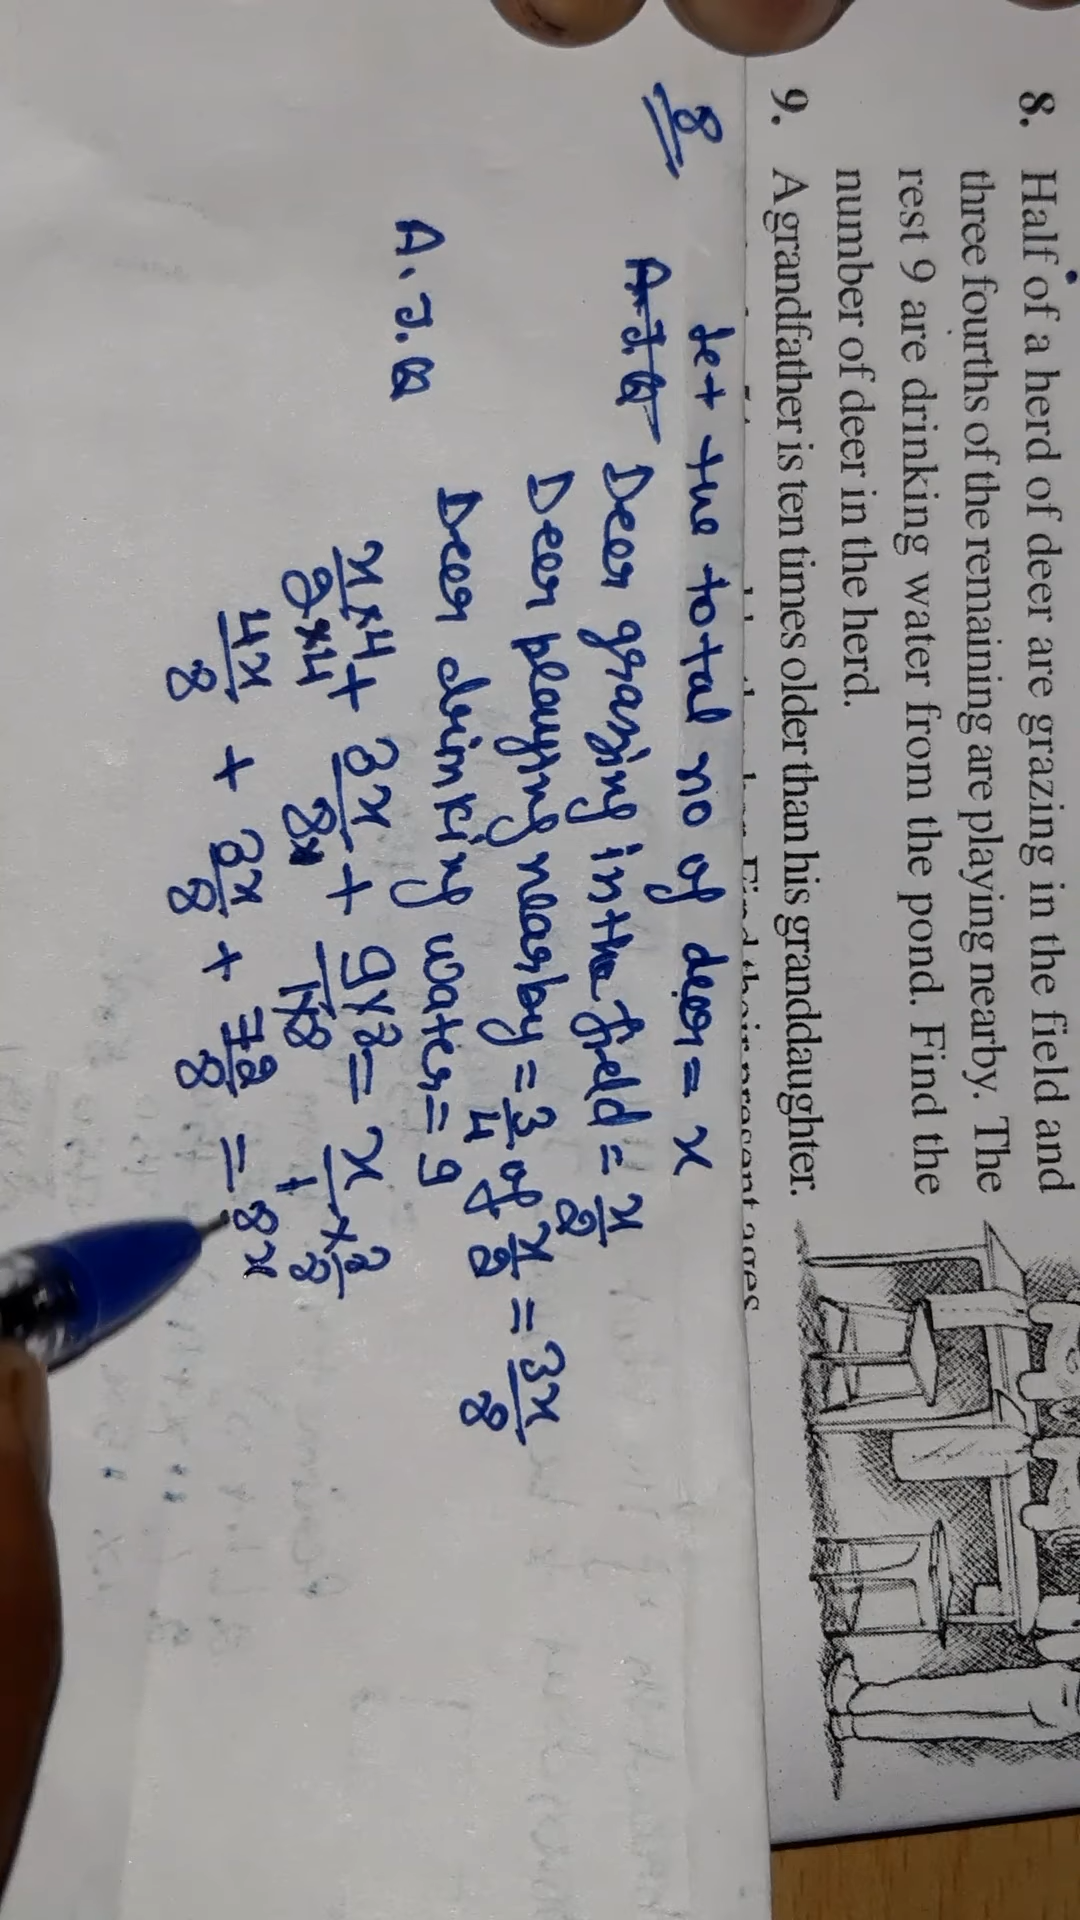 8. Half of a herd of deer are grazing in the field and
three fourths of the remaining are playing nearby. The
rest 9 are drinking water from the pond. Find the
number of deer in the herd.
9. A grandfather is ten times older than his granddaughter.
8 let the total no of deer = x
A.T.Q Deer grazing in the field = x/2
Deer playing nearby = 3/4 of x/2 = 3x/8
Deer drinking water = 9
A.T.Q
x×4/2×4 + 3x/8 + 9×8/1×8 = x/1 × 8/8
4x/8 + 3x/8 + 72/8 = 8x